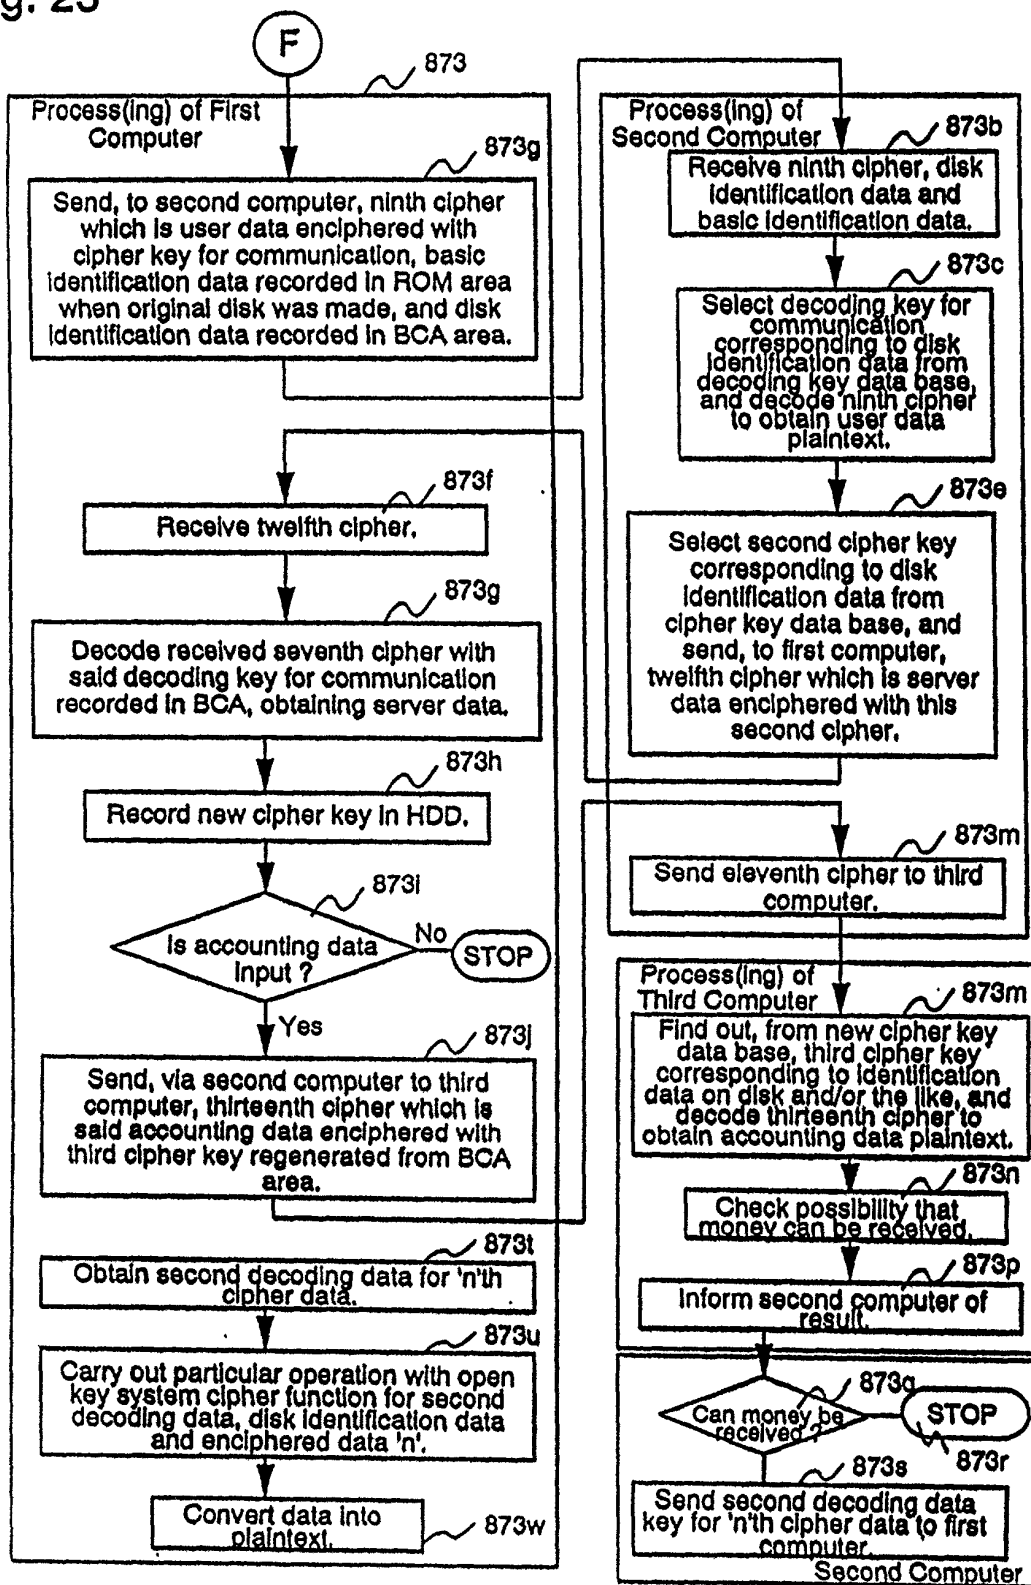 g. 23
F
873
Process(ing) of First
Computer
873g
Send, to second computer, ninth cipher
which is user data enciphered with
cipher key for communication, basic
identification data recorded in ROM area
when original disk was made, and disk
identification data recorded in BCA area.
873f
Receive twelfth cipher.
873g
Decode received seventh cipher with
said decoding key for communication
recorded in BCA, obtaining server data.
873h
Record new cipher key in HDD.
873i
Is accounting data
input ?
No
STOP
Yes
873j
Send, via second computer to third
computer, thirteenth cipher which is
said accounting data enciphered with
third cipher key regenerated from BCA
area.
873t
Obtain second decoding data for 'n'th
cipher data.
873u
Carry out particular operation with open
key system cipher function for second
decoding data, disk identification data
and enciphered data 'n'.
Convert data into
plaintext.
873w
Process(ing) of
Second Computer
873b
Receive ninth cipher, disk
identification data and
basic identification data.
873c
Select decoding key for
communication
corresponding to disk
identification data from
decoding key data base,
and decode ninth cipher
to obtain user data
plaintext.
873e
Select second cipher key
corresponding to disk
identification data from
cipher key data base, and
send, to first computer,
twelfth cipher which is server
data enciphered with this
second cipher.
873m
Send eleventh cipher to third
computer.
Process(ing) of
Third Computer
873m
Find out, from new cipher key
data base, third cipher key
corresponding to identification
data on disk and/or the like, and
decode thirteenth cipher to
obtain accounting data plaintext.
873n
Check possibility that
money can be received.
873p
Inform second computer of
result.
873q
Can money be
received ?
STOP
873r
873s
Send second decoding data
key for 'n'th cipher data to first
computer.
Second Computer